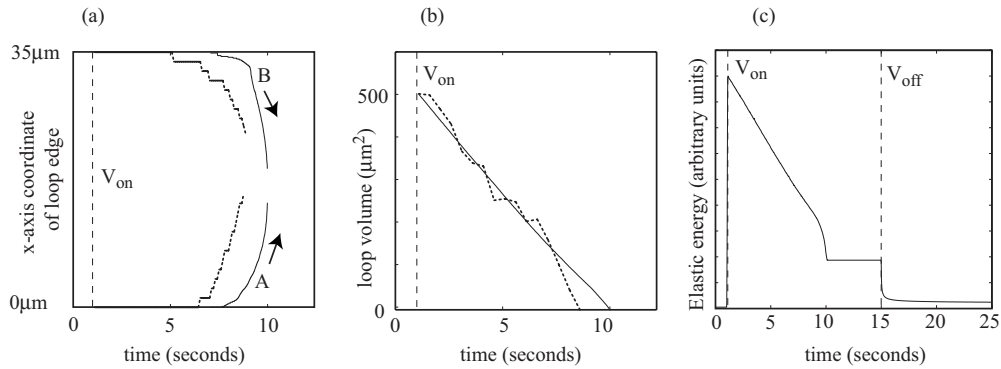 (a)
35μm
B
V_on
x-axis coordinate
of loop edge
A
0μm
0 5 10
time (seconds)
(b)
V_on
500
loop volume (μm²)
0
0 5 10
time (seconds)
(c)
V_on
V_off
Elastic energy (arbitrary units)
0 5 10 15 20 25
time (seconds)